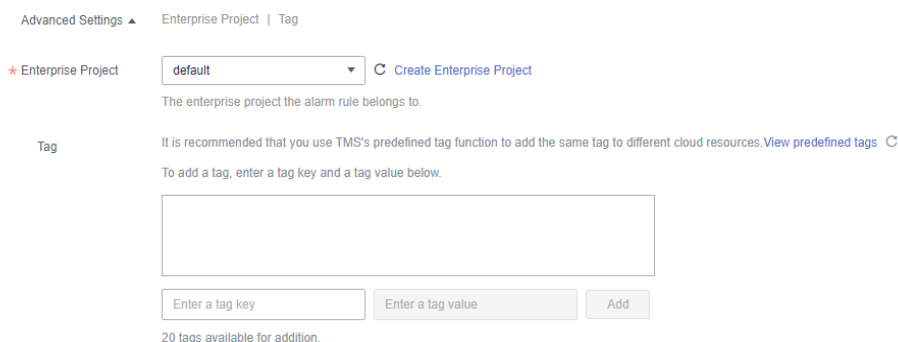 Advanced Settings ▲ Enterprise Project | Tag
* Enterprise Project default ▼ Create Enterprise Project
The enterprise project the alarm rule belongs to.
Tag It is recommended that you use TMS's predefined tag function to add the same tag to different cloud resources.View predefined tags
To add a tag, enter a tag key and a tag value below.
Enter a tag key Enter a tag value Add
20 tags available for addition.